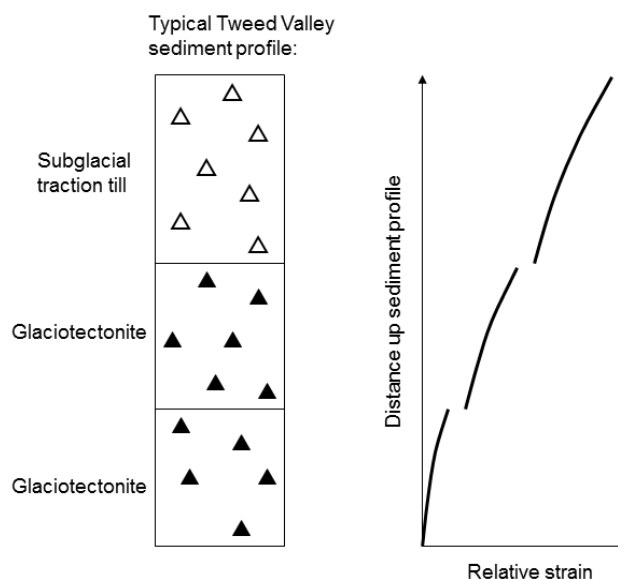 Typical Tweed Valley
sediment profile:
Subglacial
traction till
Glaciotectonite
Glaciotectonite
Distance up sediment profile
Relative strain